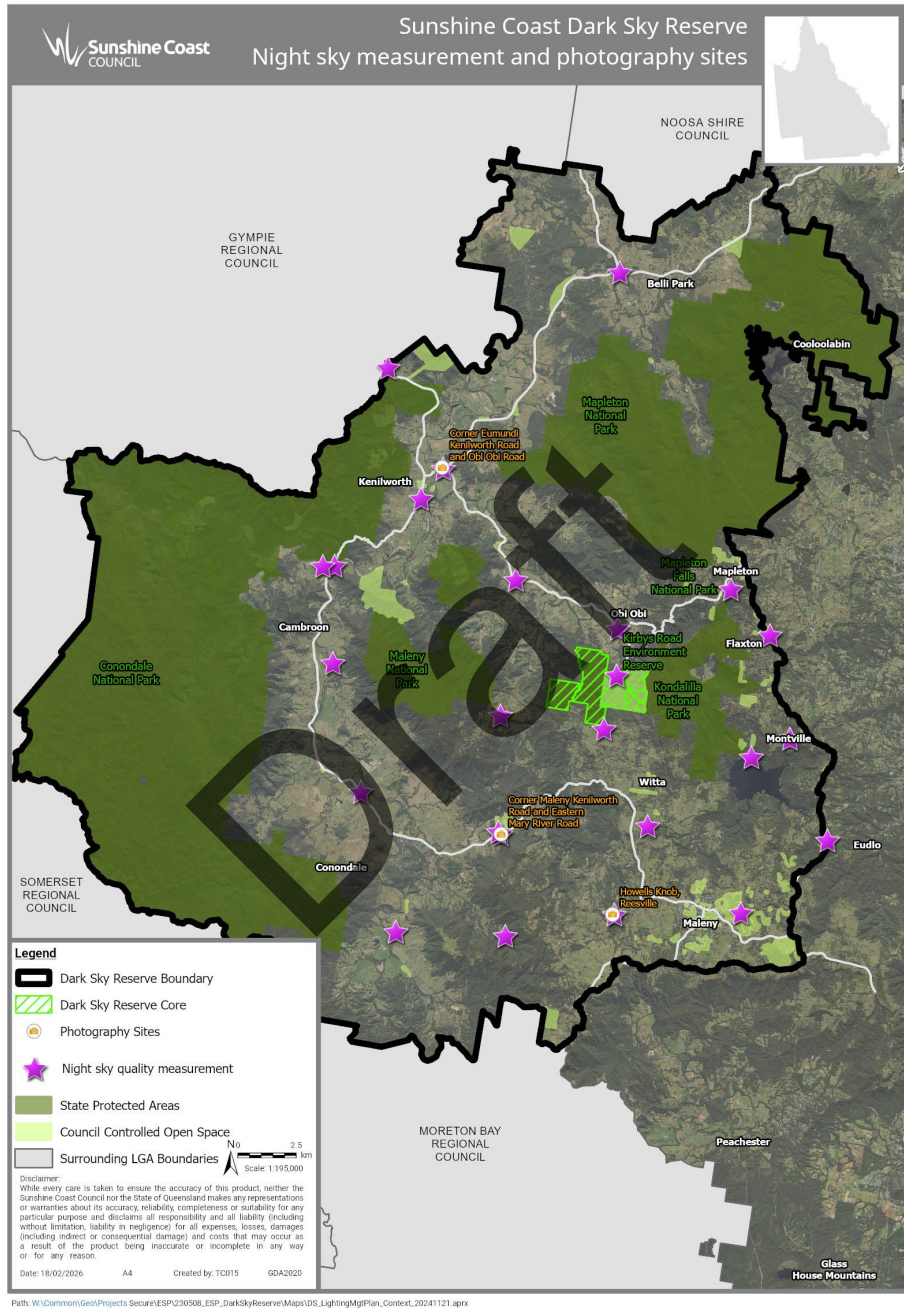 Sunshine Coast
COUNCIL
Sunshine Coast Dark Sky Reserve
Night sky measurement and photography sites
NOOSA SHIRE
COUNCIL
GYMPIE
REGIONAL
COUNCIL
Belli Park
Cooloolabin
Mapleton
National
Park
Corner Eumundi
Kenilworth Road
and Obi Obi Road
Kenilworth
Mapleton
Falls
National Park
Mapleton
Obi Obi
Cambroon
Kirbys Road
Environment
Reserve
Flaxton
Maleny
National
Park
Conondale
National Park
Kondalilla
National
Park
Montville
Witta
Corner Maleny Kenilworth
Road and Eastern
Mary River Road
Eudlo
Conondale
SOMERSET
REGIONAL
COUNCIL
Howells Knob,
Reesville
Maleny
Draft
MORETON BAY
REGIONAL
COUNCIL
Peachester
Glass
House Mountains
Legend
Dark Sky Reserve Boundary
Dark Sky Reserve Core
Photography Sites
Night sky quality measurement
State Protected Areas
Council Controlled Open Space
Surrounding LGA Boundaries
N
0 2.5
km
Scale: 1:195,000
Disclaimer:
While every care is taken to ensure the accuracy of this product, neither the
Sunshine Coast Council nor the State of Queensland makes any representations
or warranties about its accuracy, reliability, completeness or suitability for any
particular purpose and disclaims all responsibility and all liability (including
without limitation, liability in negligence) for all expenses, losses, damages
(including indirect or consequential damage) and costs that may occur as
a result of the product being inaccurate or incomplete in any way
or for any reason.
Date: 18/02/2026 A4 Created by: TC015 GDA2020
Path: W:\Common\Geo\Projects Secure\ESP\230508_ESP_DarkSkyReserve\Maps\DS_LightingMgtPlan_Context_20241121.aprx